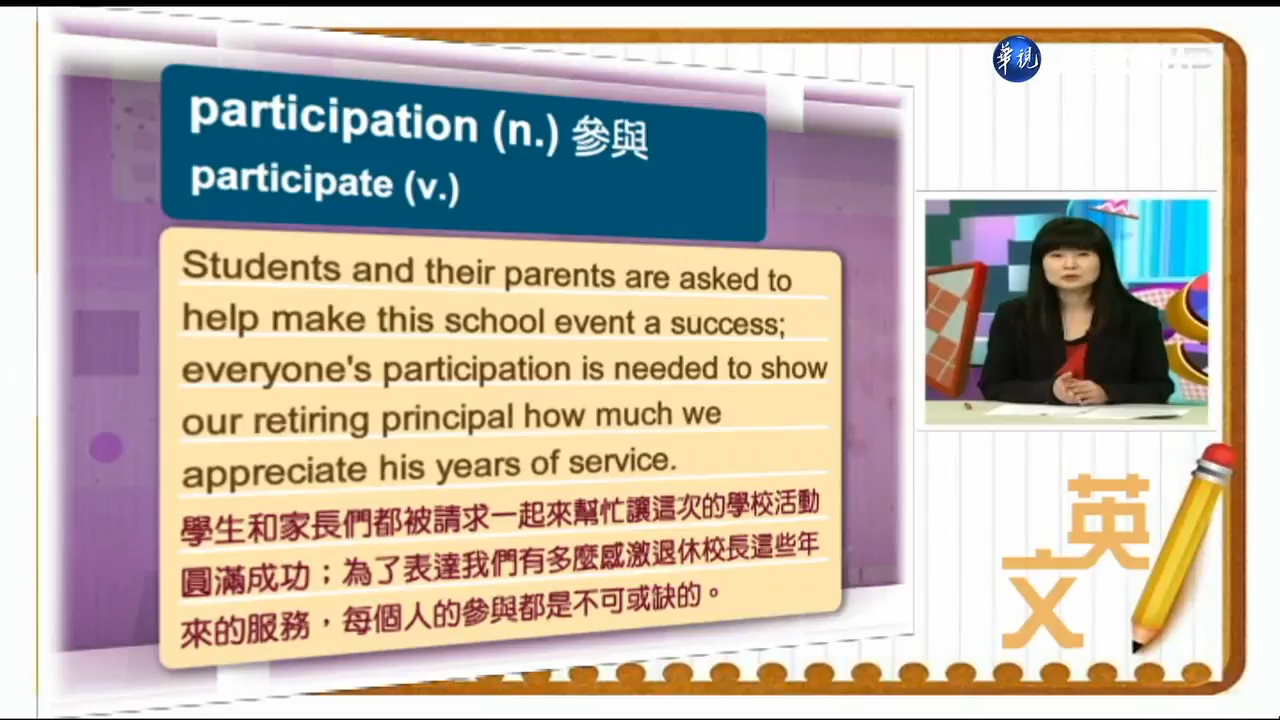 participation (n.) 參與
participate (v.)
Students and their parents are asked to
help make this school event a success;
everyone's participation is needed to show
our retiring principal how much we
appreciate his years of service.
學生和家長們都被請求一起來幫忙讓這次的學校活動
圓滿成功；為了表達我們有多麼感激退休校長這些年
來的服務，每個人的參與都是不可或缺的。
華視
英文